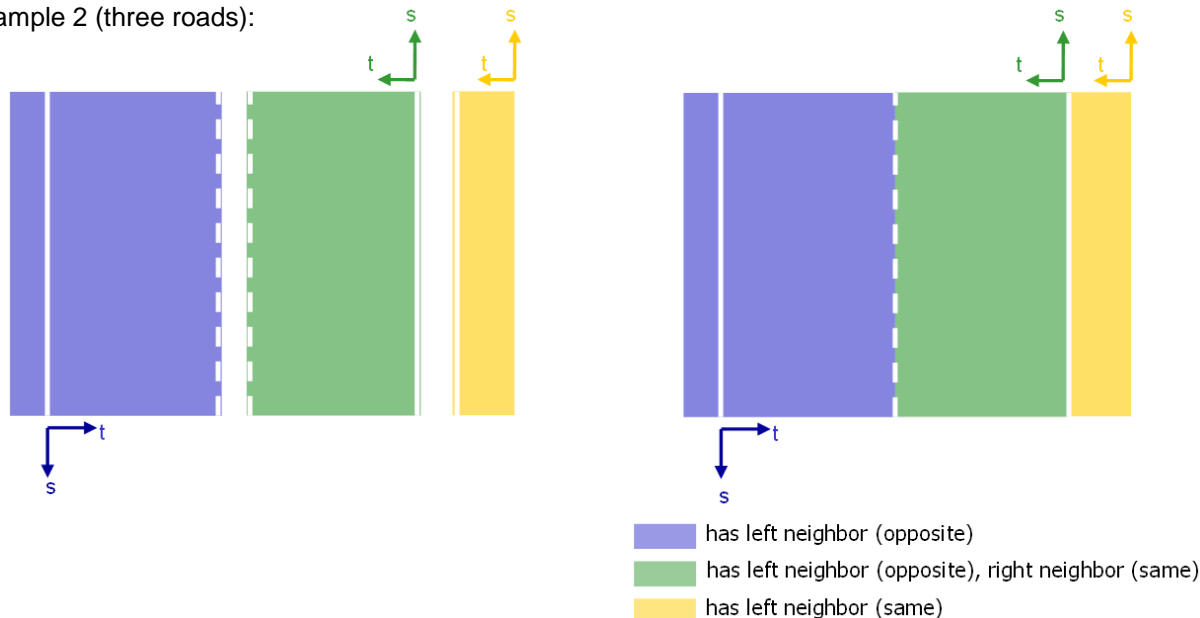 ample 2 (three roads):
s
s
s
s
t
t
t
t
t
t
s
s
has left neighbor (opposite)
has left neighbor (opposite), right neighbor (same)
has left neighbor (same)